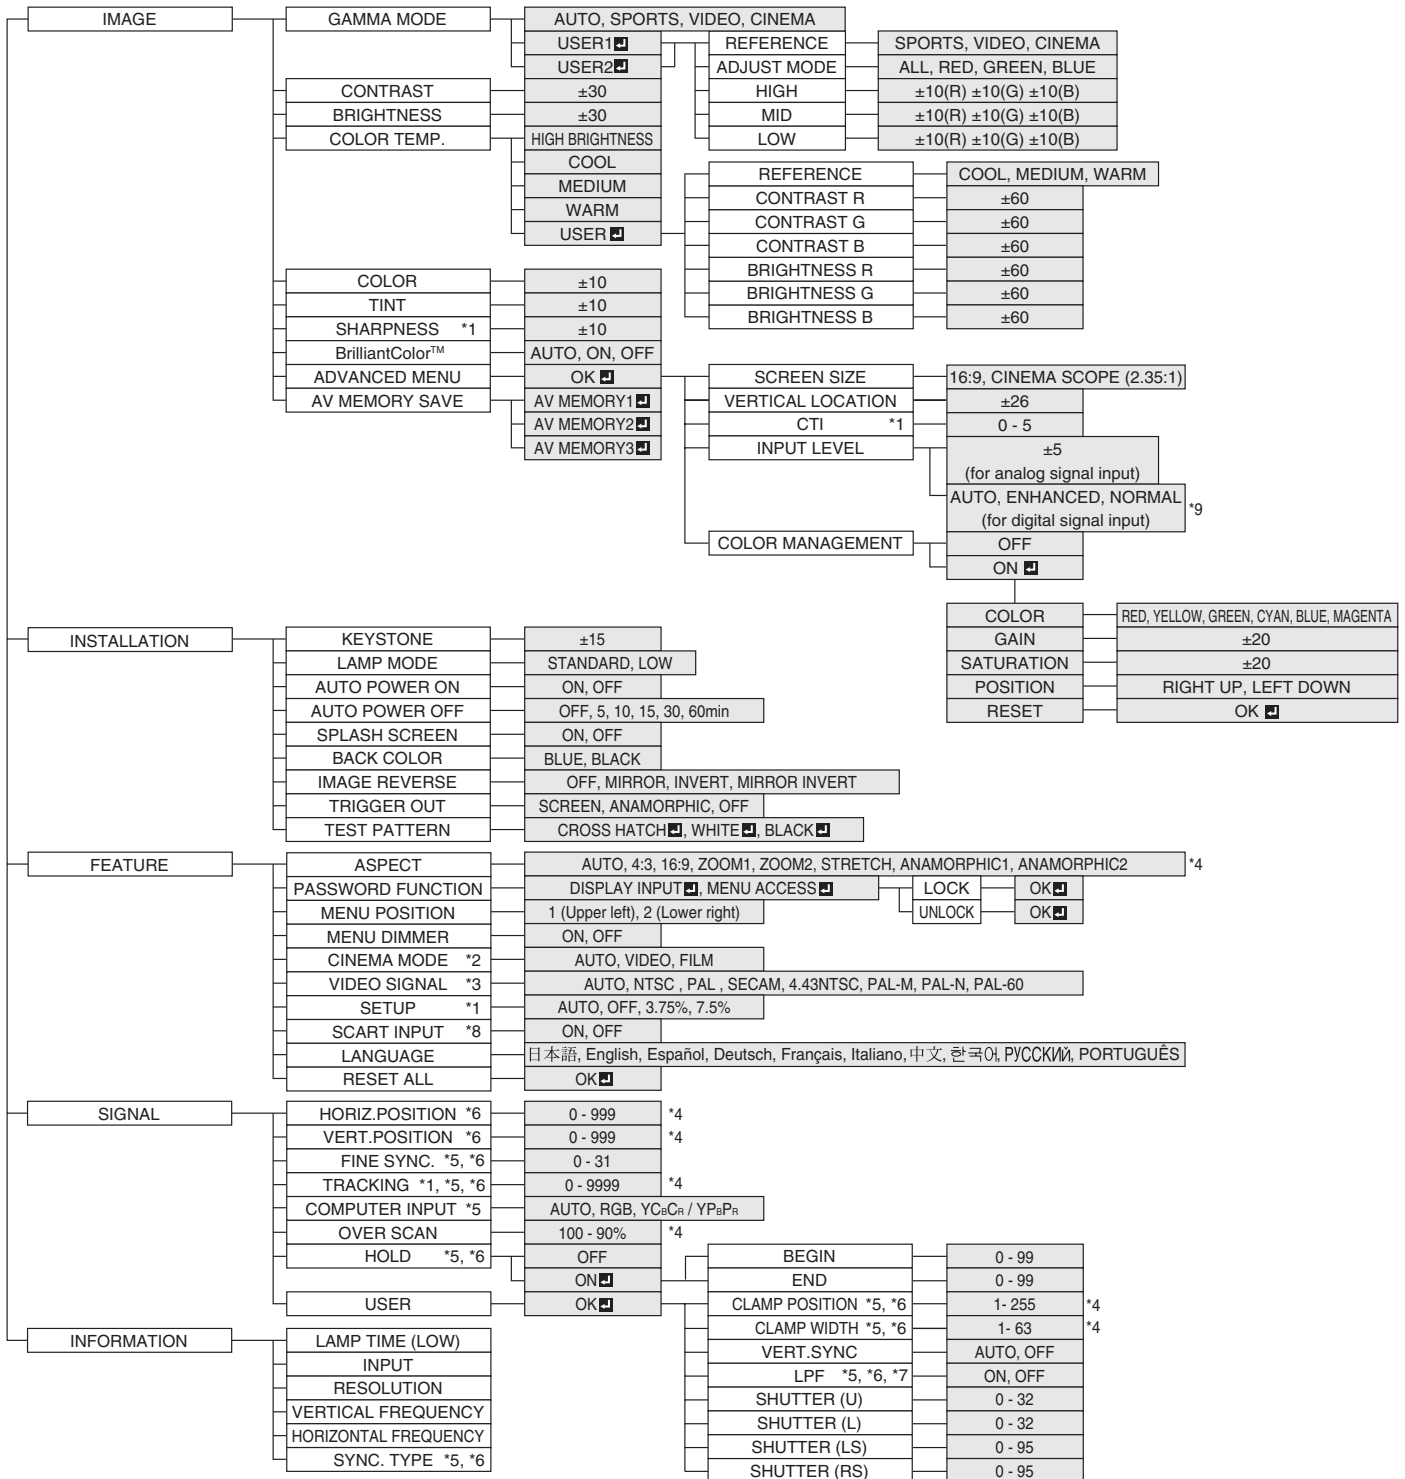 IMAGE GAMMA MODE AUTO, SPORTS, VIDEO, CINEMA
USER1 REFERENCE SPORTS, VIDEO, CINEMA
USER2 ADJUST MODE ALL, RED, GREEN, BLUE
CONTRAST ±30 HIGH ±10(R) ±10(G) ±10(B)
BRIGHTNESS ±30 MID ±10(R) ±10(G) ±10(B)
COLOR TEMP. HIGH BRIGHTNESS LOW ±10(R) ±10(G) ±10(B)
COOL
REFERENCE COOL, MEDIUM, WARM
MEDIUM CONTRAST R ±60
WARM CONTRAST G ±60
USER CONTRAST B ±60
BRIGHTNESS R ±60
COLOR ±10 BRIGHTNESS G ±60
TINT ±10 BRIGHTNESS B ±60
SHARPNESS *1 ±10
BrilliantColor™ AUTO, ON, OFF
ADVANCED MENU OK SCREEN SIZE 16:9, CINEMA SCOPE (2.35:1)
AV MEMORY SAVE AV MEMORY1 VERTICAL LOCATION ±26
AV MEMORY2 CTI *1 0 - 5
AV MEMORY3 INPUT LEVEL ±5
(for analog signal input)
AUTO, ENHANCED, NORMAL *9
(for digital signal input)
COLOR MANAGEMENT OFF
ON
COLOR RED, YELLOW, GREEN, CYAN, BLUE, MAGENTA
INSTALLATION KEYSTONE ±15 GAIN ±20
LAMP MODE STANDARD, LOW SATURATION ±20
AUTO POWER ON ON, OFF POSITION RIGHT UP, LEFT DOWN
AUTO POWER OFF OFF, 5, 10, 15, 30, 60min RESET OK
SPLASH SCREEN ON, OFF
BACK COLOR BLUE, BLACK
IMAGE REVERSE OFF, MIRROR, INVERT, MIRROR INVERT
TRIGGER OUT SCREEN, ANAMORPHIC, OFF
TEST PATTERN CROSS HATCH, WHITE, BLACK
FEATURE ASPECT AUTO, 4:3, 16:9, ZOOM1, ZOOM2, STRETCH, ANAMORPHIC1, ANAMORPHIC2 *4
PASSWORD FUNCTION DISPLAY INPUT, MENU ACCESS LOCK OK
MENU POSITION 1 (Upper left), 2 (Lower right) UNLOCK OK
MENU DIMMER ON, OFF
CINEMA MODE *2 AUTO, VIDEO, FILM
VIDEO SIGNAL *3 AUTO, NTSC , PAL , SECAM, 4.43NTSC, PAL-M, PAL-N, PAL-60
SETUP *1 AUTO, OFF, 3.75%, 7.5%
SCART INPUT *8 ON, OFF
LANGUAGE 日本語, English, Español, Deutsch, Français, Italiano, 中文, 한국어, РУССКИЙ, PORTUGUÊS
RESET ALL OK
SIGNAL HORIZ.POSITION *6 0 - 999 *4
VERT.POSITION *6 0 - 999 *4
FINE SYNC. *5, *6 0 - 31
TRACKING *1, *5, *6 0 - 9999 *4
COMPUTER INPUT *5 AUTO, RGB, YCBCR / YPBPR
OVER SCAN 100 - 90% *4
HOLD *5, *6 OFF BEGIN 0 - 99
ON END 0 - 99
USER OK CLAMP POSITION *5, *6 1- 255 *4
CLAMP WIDTH *5, *6 1- 63 *4
INFORMATION LAMP TIME (LOW) VERT.SYNC AUTO, OFF
INPUT LPF *5, *6, *7 ON, OFF
RESOLUTION SHUTTER (U) 0 - 32
VERTICAL FREQUENCY SHUTTER (L) 0 - 32
HORIZONTAL FREQUENCY SHUTTER (LS) 0 - 95
SYNC. TYPE *5, *6 SHUTTER (RS) 0 - 95